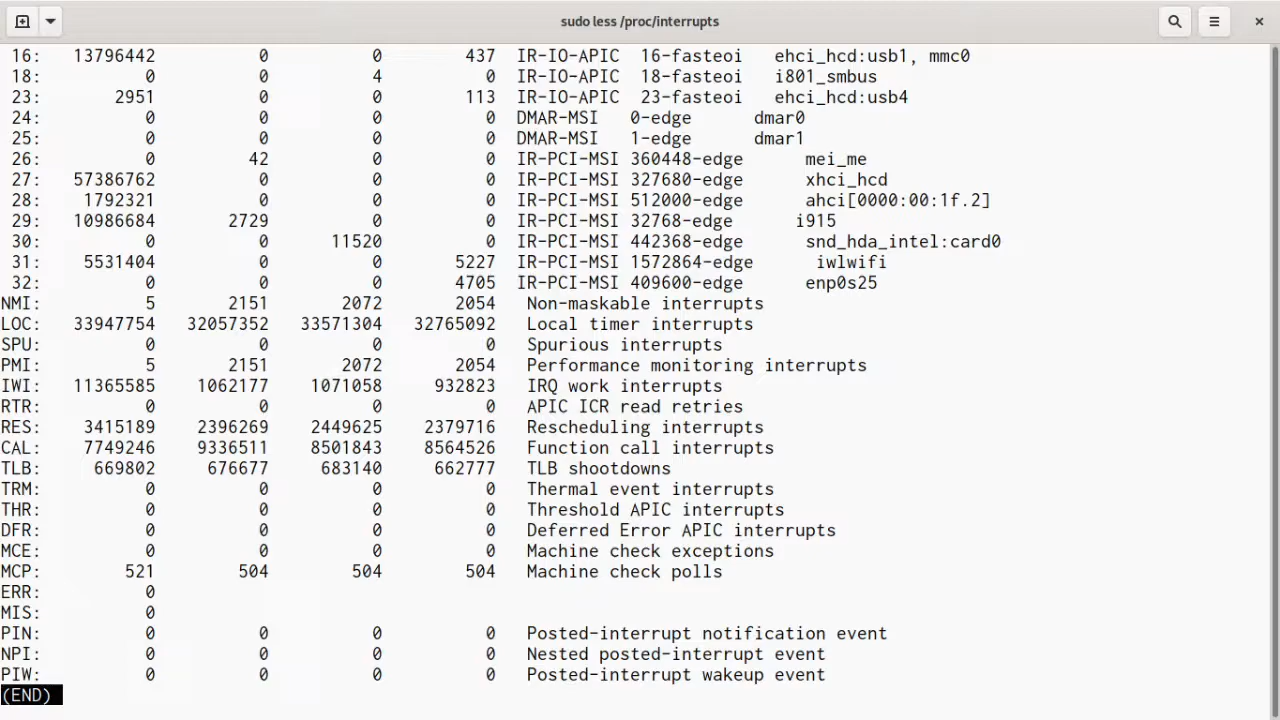 sudo less /proc/interrupts
16: 13796442 0 0 437 IR-IO-APIC 16-fasteoi ehci_hcd:usb1, mmc0
18: 0 0 4 0 IR-IO-APIC 18-fasteoi i801_smbus
23: 2951 0 0 113 IR-IO-APIC 23-fasteoi ehci_hcd:usb4
24: 0 0 0 0 DMAR-MSI 0-edge dmar0
25: 0 0 0 0 DMAR-MSI 1-edge dmar1
26: 0 42 0 0 IR-PCI-MSI 360448-edge mei_me
27: 57386762 0 0 0 IR-PCI-MSI 327680-edge xhci_hcd
28: 1792321 0 0 0 IR-PCI-MSI 512000-edge ahci[0000:00:1f.2]
29: 10986684 2729 0 0 IR-PCI-MSI 32768-edge i915
30: 0 0 11520 0 IR-PCI-MSI 442368-edge snd_hda_intel:card0
31: 5531404 0 0 5227 IR-PCI-MSI 1572864-edge iwlwifi
32: 0 0 0 4705 IR-PCI-MSI 409600-edge enp0s25
NMI: 5 2151 2072 2054 Non-maskable interrupts
LOC: 33947754 32057352 33571304 32765092 Local timer interrupts
SPU: 0 0 0 0 Spurious interrupts
PMI: 5 2151 2072 2054 Performance monitoring interrupts
IWI: 11365585 1062177 1071058 932823 IRQ work interrupts
RTR: 0 0 0 0 APIC ICR read retries
RES: 3415189 2396269 2449625 2379716 Rescheduling interrupts
CAL: 7749246 9336511 8501843 8564526 Function call interrupts
TLB: 669802 676677 683140 662777 TLB shootdowns
TRM: 0 0 0 0 Thermal event interrupts
THR: 0 0 0 0 Threshold APIC interrupts
DFR: 0 0 0 0 Deferred Error APIC interrupts
MCE: 0 0 0 0 Machine check exceptions
MCP: 521 504 504 504 Machine check polls
ERR: 0
MIS: 0
PIN: 0 0 0 0 Posted-interrupt notification event
NPI: 0 0 0 0 Nested posted-interrupt event
PIW: 0 0 0 0 Posted-interrupt wakeup event
(END)